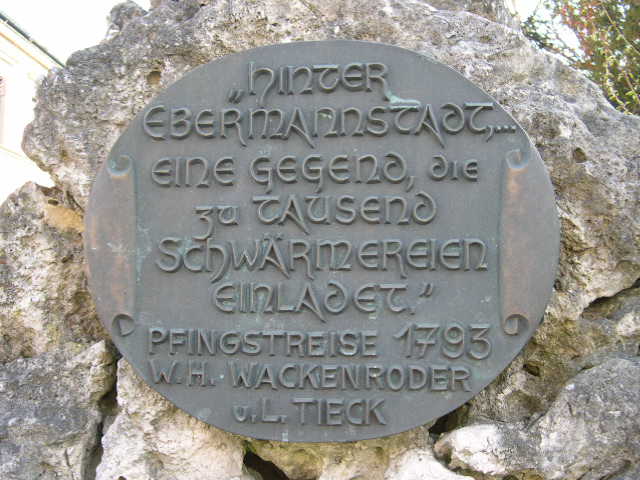 „HINTER
EBERMANNSTADT,...
EINE GEGEND, DIE
ZU TAUSEND
SCHWÄRMEREIEN
EINLADET."
PFINGSTREISE 1793
W.H. WACKENRODER
u. L. TIECK